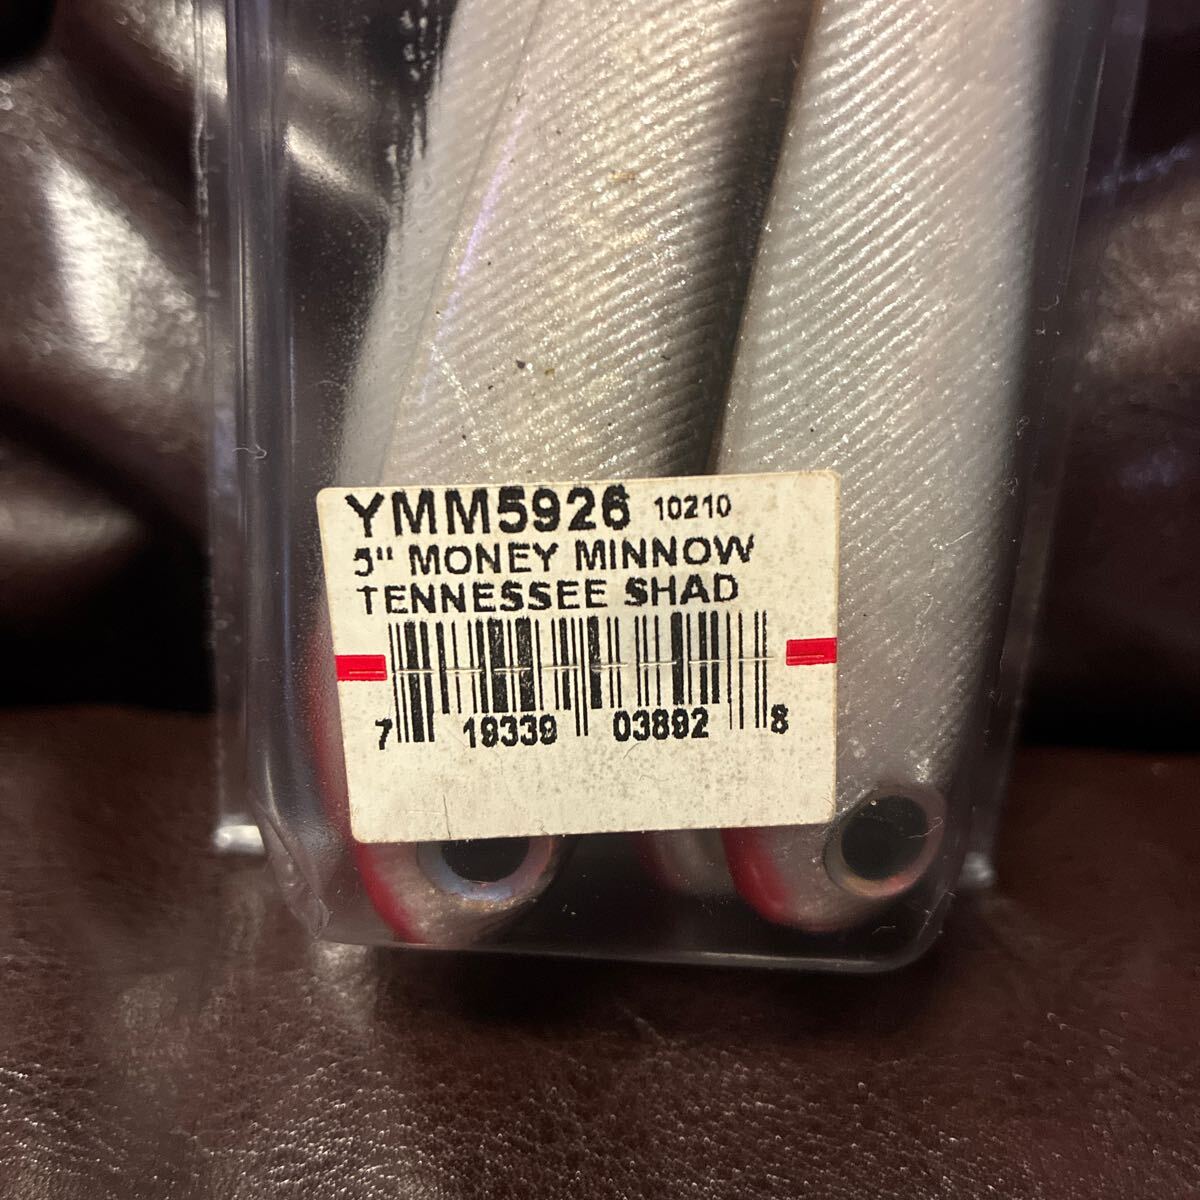 YMM5926 10210
5" MONEY MINNOW
TENNESSEE SHAD
7 19339 03892 8